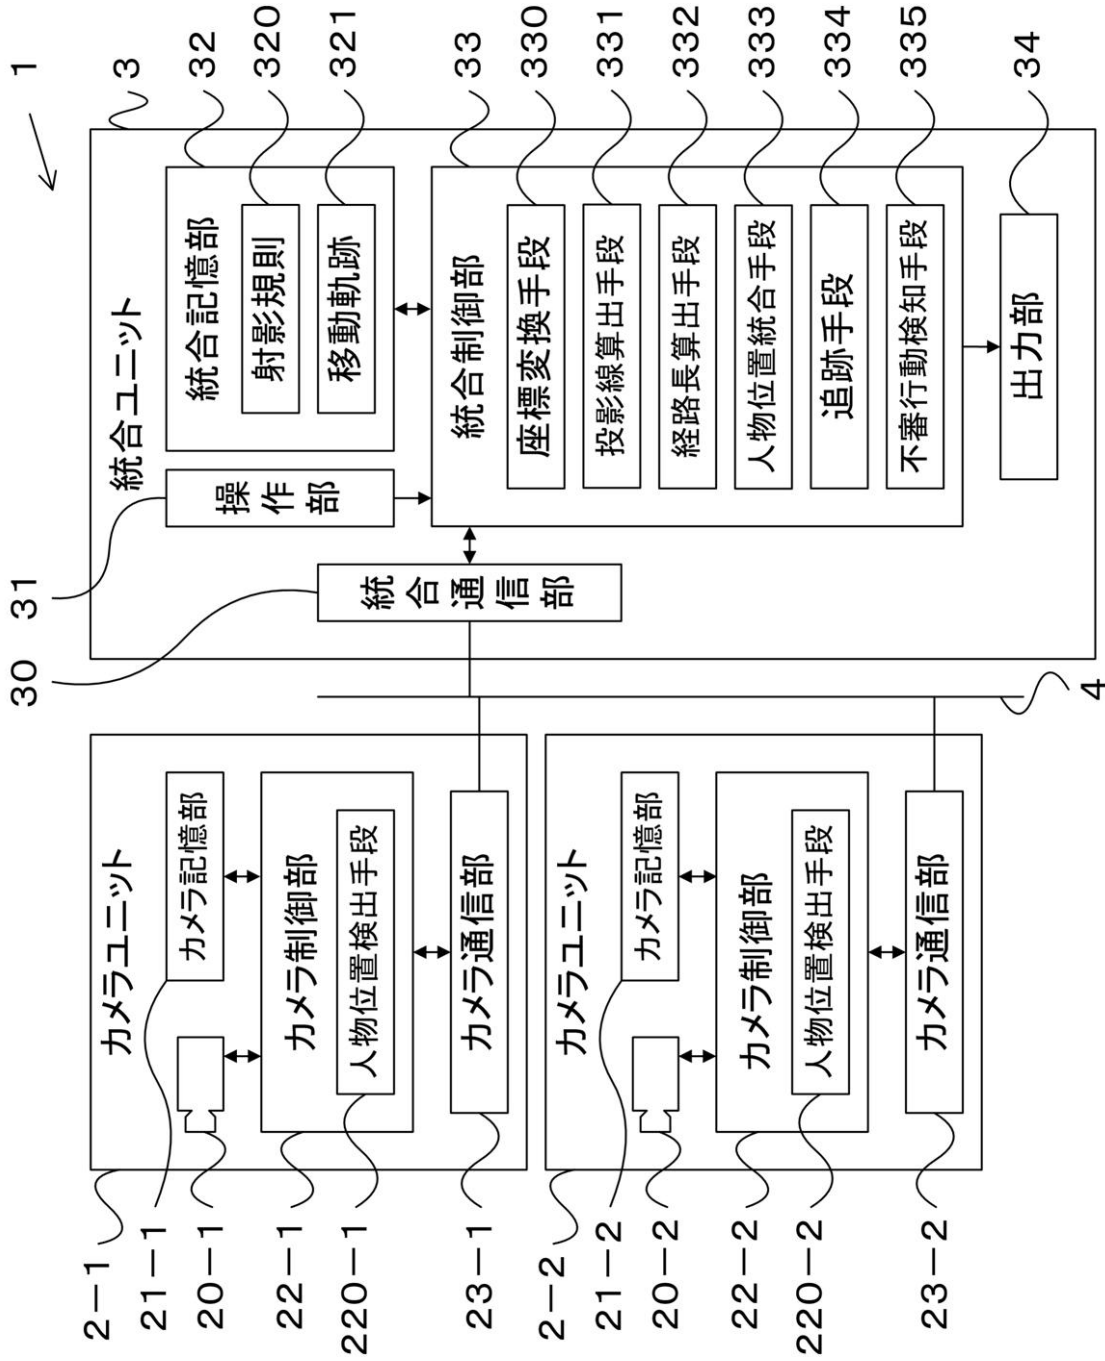 1
3
32
320
321
33
330
331
332
333
334
335
34
31
30
4
統合ユニット
統合記憶部
射影規則
移動軌跡
操作部
統合制御部
座標変換手段
投影線算出手段
経路長算出手段
人物位置統合手段
追跡手段
不審行動検知手段
統合通信部
出力部
カメラユニット
カメラ記憶部
カメラ制御部
人物位置検出手段
カメラ通信部
2－1
21－1
20－1
22－1
220－1
23－1
カメラユニット
カメラ記憶部
カメラ制御部
人物位置検出手段
カメラ通信部
2－2
21－2
20－2
22－2
220－2
23－2